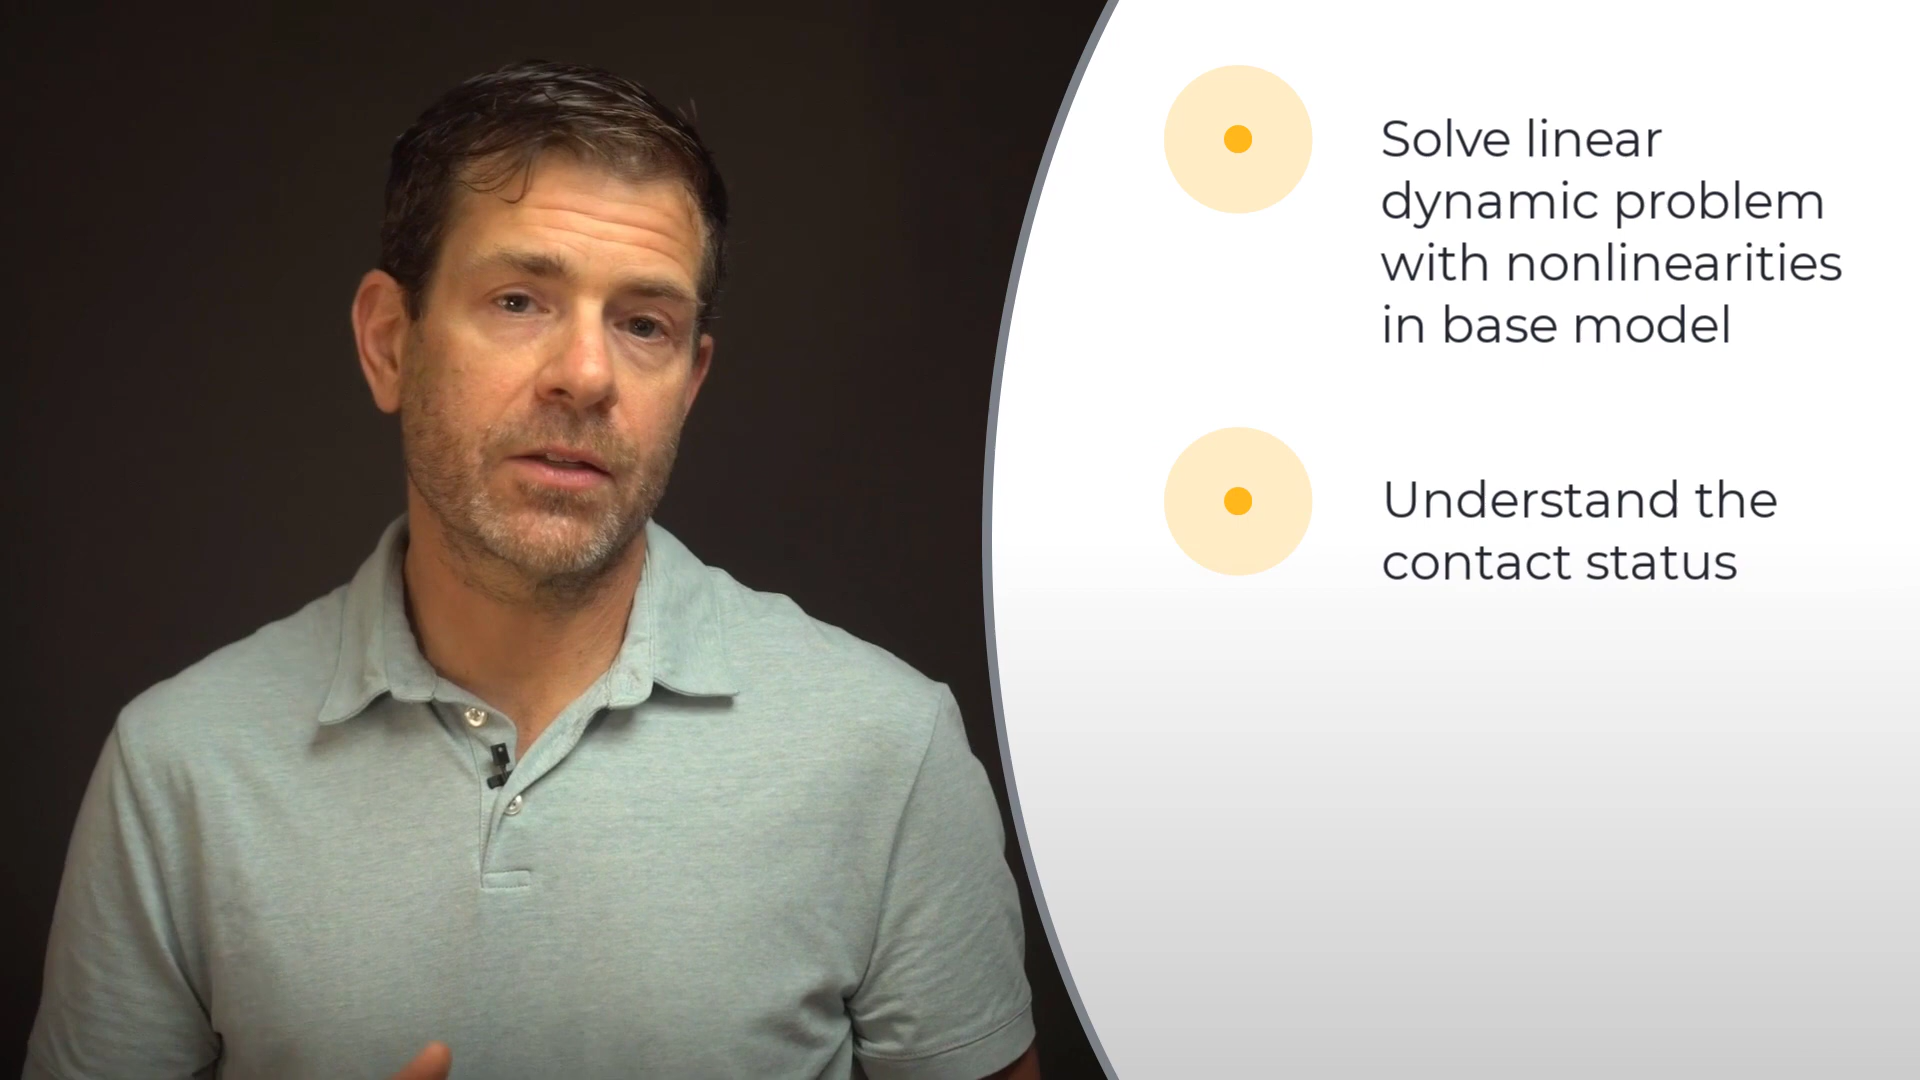 Solve linear
dynamic problem
with nonlinearities
in base model
Understand the
contact status